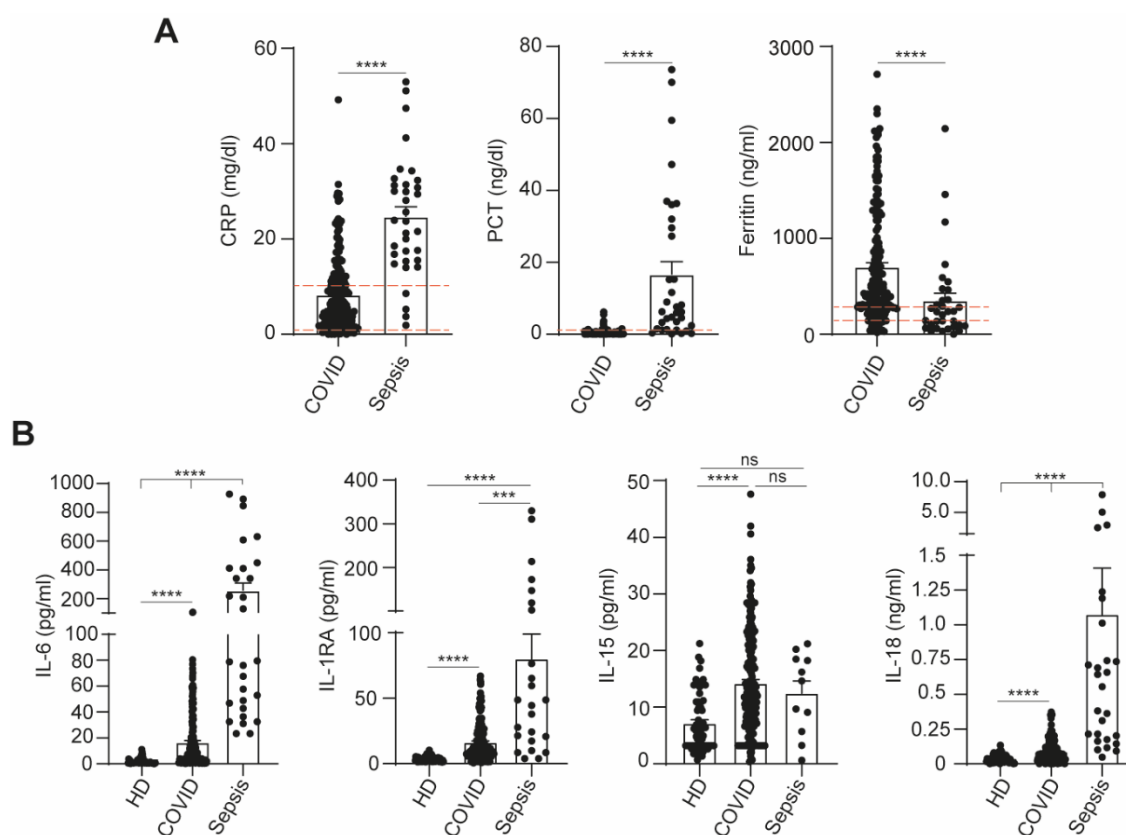 A
CRP (mg/dl)
60
40
20
0
****
COVID
Sepsis
PCT (ng/dl)
80
60
40
20
0
****
COVID
Sepsis
Ferritin (ng/ml)
3000
2000
1000
0
****
COVID
Sepsis
B
IL-6 (pg/ml)
1000
800
600
400
200
100
80
60
40
20
0
****
****
HD
COVID
Sepsis
IL-1RA (pg/ml)
400
300
200
100
50
0
****
***
****
HD
COVID
Sepsis
IL-15 (pg/ml)
50
40
30
20
10
0
ns
**** ns
HD
COVID
Sepsis
IL-18 (ng/ml)
10.0
5.0
1.5
1.25
1.0
0.75
0.5
0.25
0
****
****
HD
COVID
Sepsis